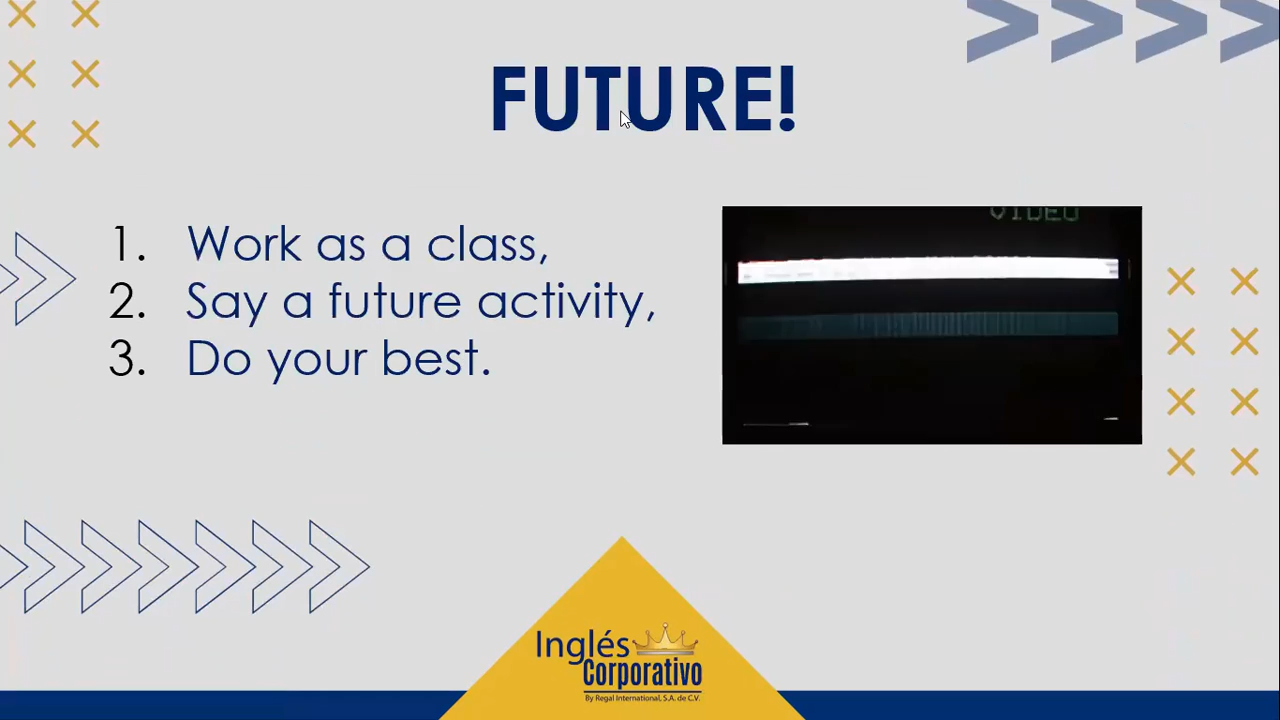 FUTURE!
1. Work as a class,
2. Say a future activity,
3. Do your best.
VIDEO
Inglés
Corporativo
By Regal International, S.A. de C.V.